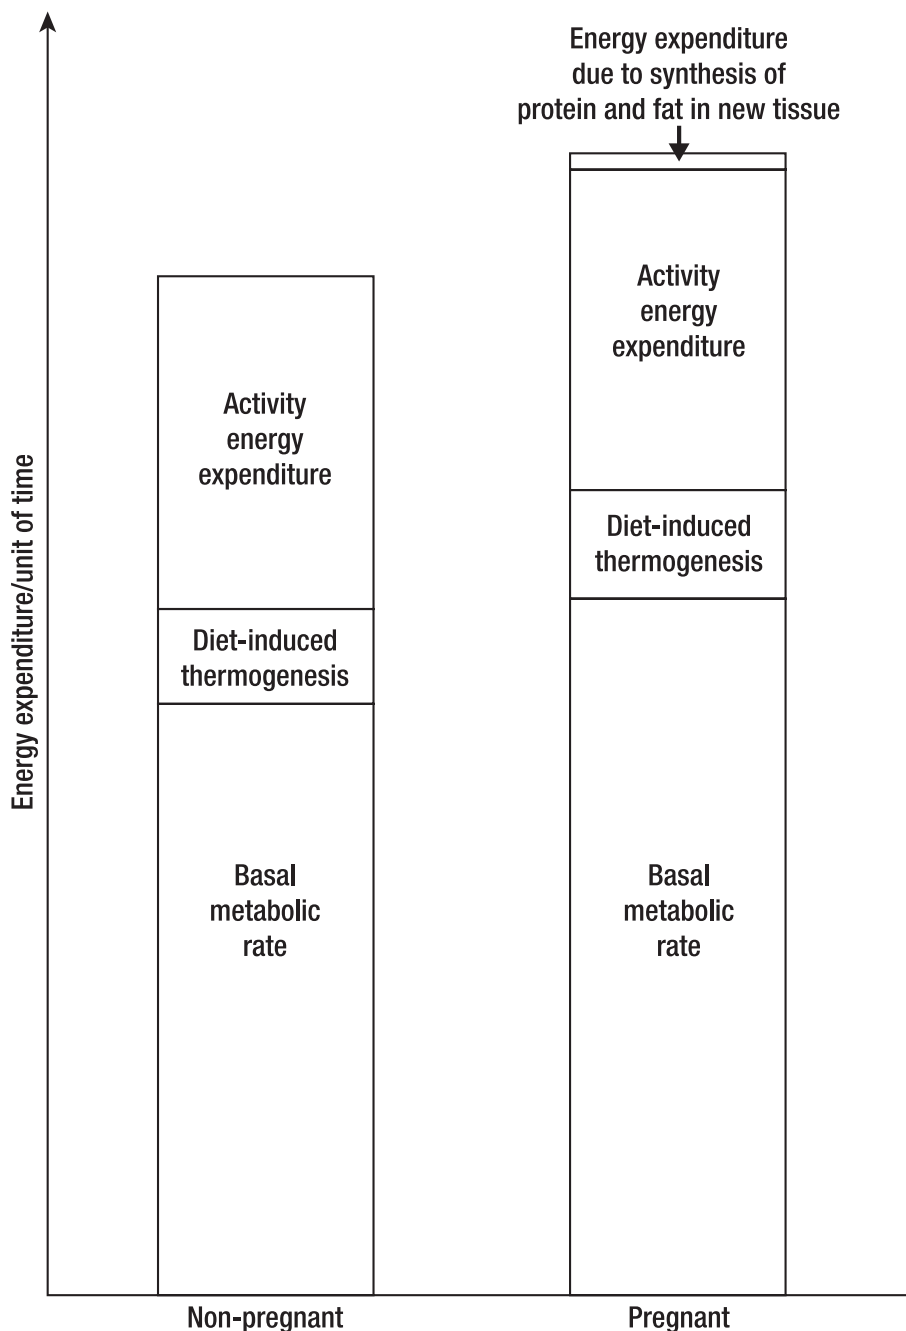 Energy expenditure
due to synthesis of
protein and fat in new tissue
Activity
energy
expenditure
Activity
energy
expenditure
Diet-induced
thermogenesis
Diet-induced
thermogenesis
Basal
metabolic
rate
Basal
metabolic
rate
Energy expenditure/unit of time
Non-pregnant
Pregnant